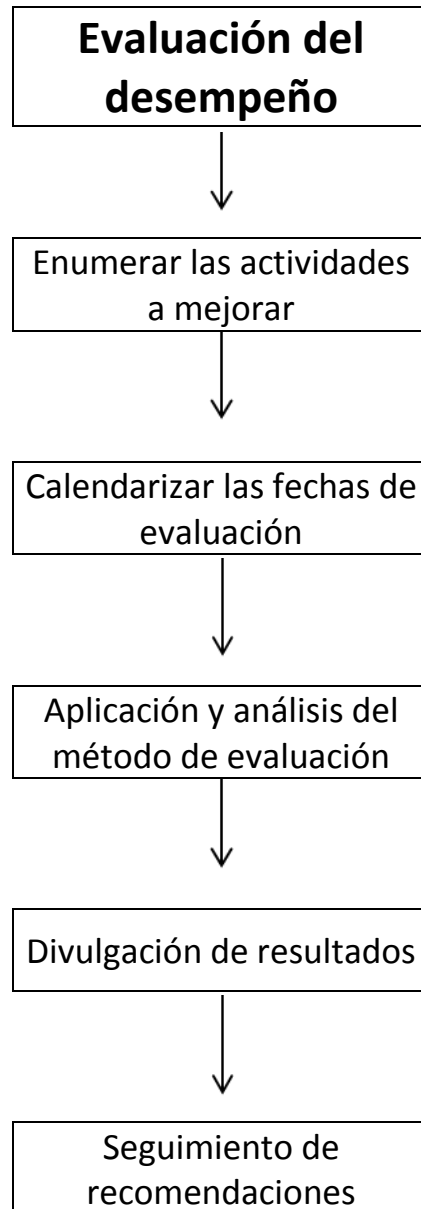 Evaluación del
desempeño
Enumerar las actividades
a mejorar
Calendarizar las fechas de
evaluación
Aplicación y análisis del
método de evaluación
Divulgación de resultados
Seguimiento de
recomendaciones